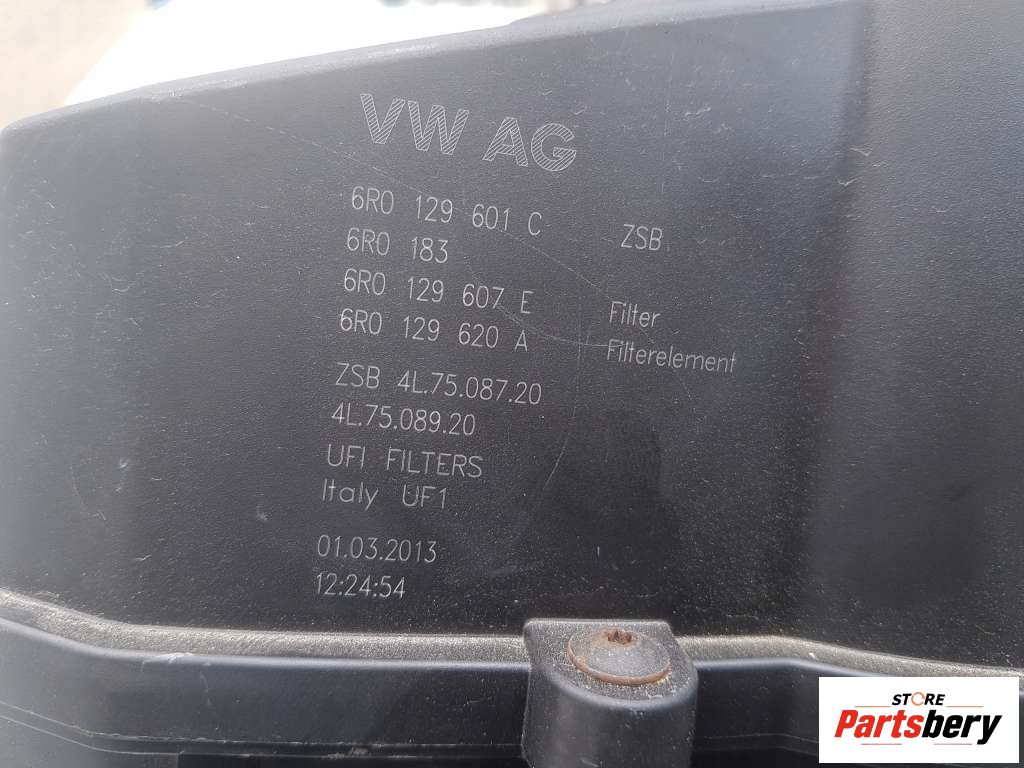 VW AG
6R0 129 601 C ZSB
6R0 183
6R0 129 607 E Filter
6R0 129 620 A Filterelement
ZSB 4L.75.087.20
4L.75.089.20
UFI FILTERS
Italy UF1
01.03.2013
12:24:54
STORE
Partsbery